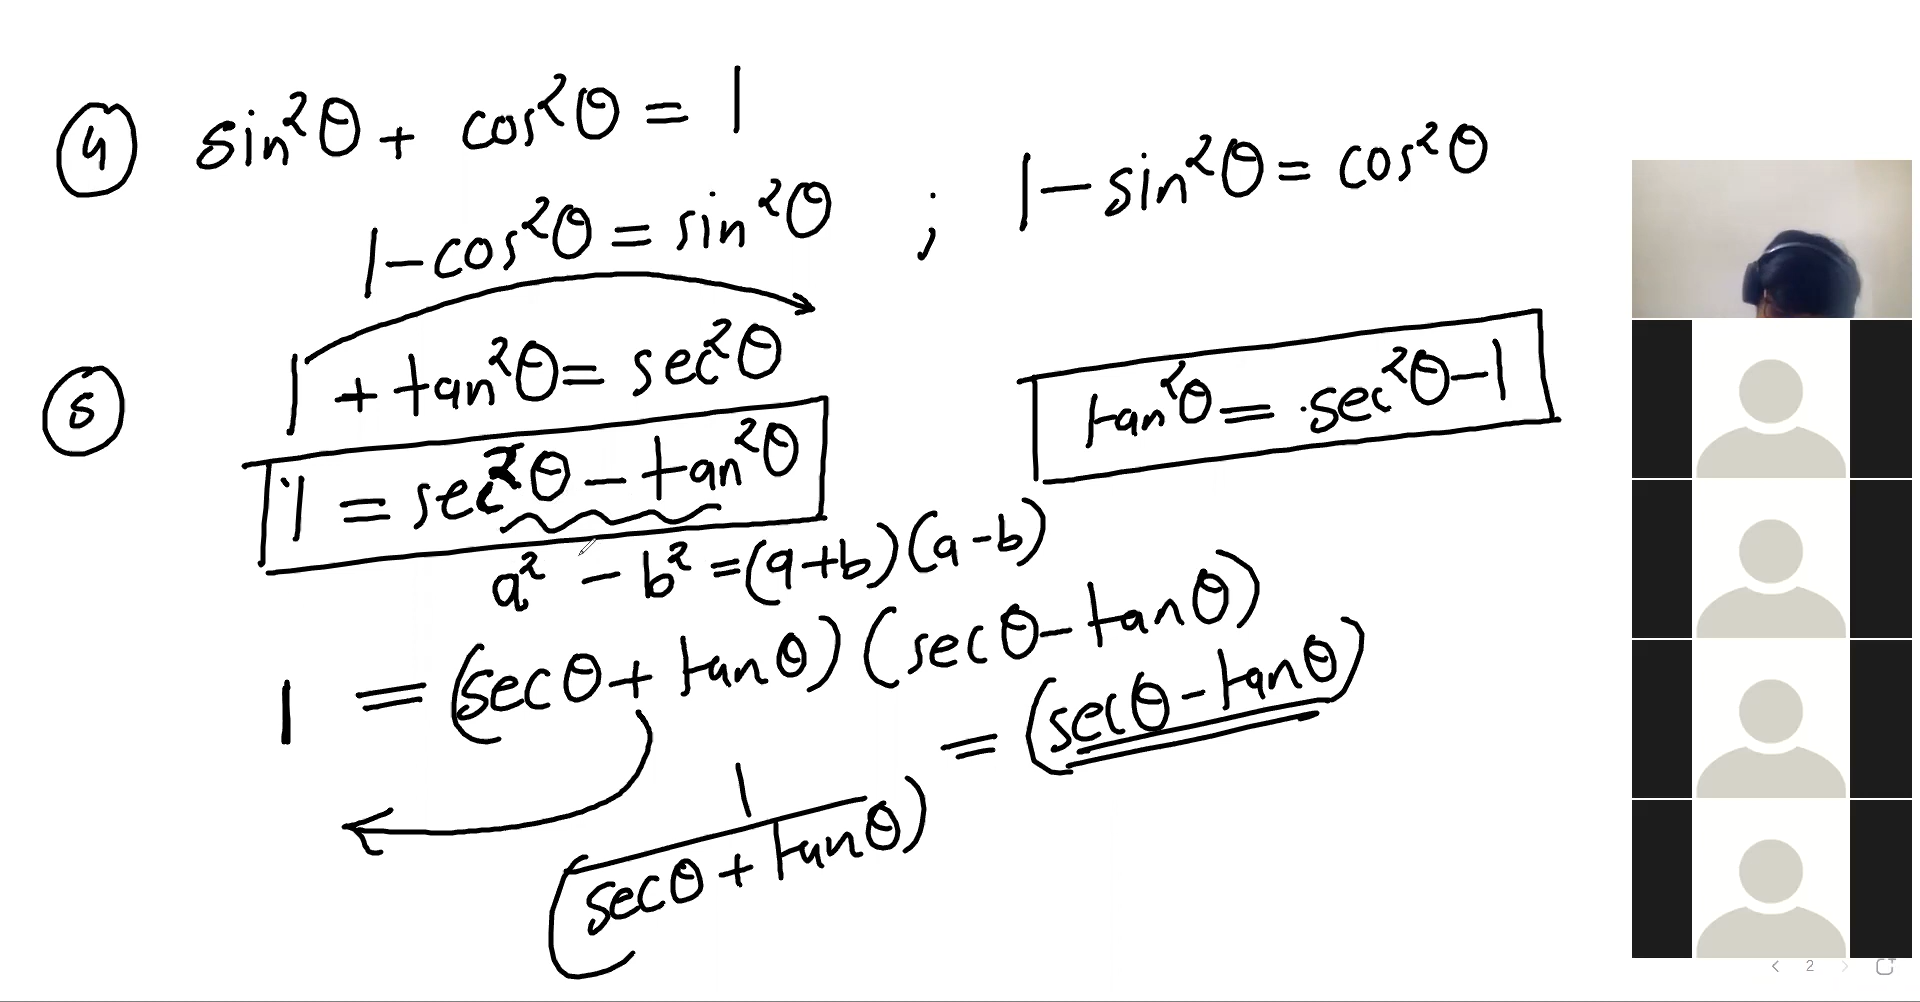 ④ sin²θ + cos²θ = 1
1 - cos²θ = sin²θ ; 1 - sin²θ = cos²θ
⑤ 1 + tan²θ = sec²θ
tan²θ = sec²θ - 1
1 = sec²θ - tan²θ
a² - b² = (a+b)(a-b)
1 = (secθ + tanθ)(secθ - tanθ)
1/(secθ + tanθ) = (secθ - tanθ)
2